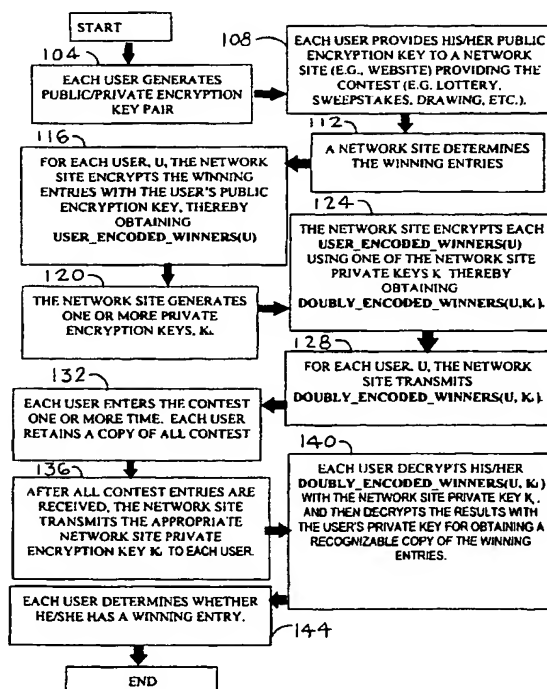 START
104
EACH USER GENERATES
PUBLIC/PRIVATE ENCRYPTION
KEY PAIR
108
EACH USER PROVIDES HIS/HER PUBLIC
ENCRYPTION KEY TO A NETWORK
SITE (E.G., WEBSITE) PROVIDING
THE CONTEST (E.G. LOTTERY,
SWEEPSTAKES, DRAWING, ETC.).
112
A NETWORK SITE DETERMINES
THE WINNING ENTRIES
116
FOR EACH USER, U, THE NETWORK
SITE ENCRYPTS THE WINNING
ENTRIES WITH THE USER'S PUBLIC
ENCRYPTION KEY, THEREBY
OBTAINING
USER_ENCODED_WINNERS(U)
120
THE NETWORK SITE GENERATES
ONE OR MORE PRIVATE
ENCRYPTION KEYS, Kᵢ.
124
THE NETWORK SITE ENCRYPTS EACH
USER_ENCODED_WINNERS(U)
USING ONE OF THE NETWORK SITE
PRIVATE KEYS K THEREBY
OBTAINING
DOUBLY_ENCODED_WINNERS(U,Kᵢ).
128
FOR EACH USER, U, THE NETWORK
SITE TRANSMITS
DOUBLY_ENCODED_WINNERS(U, Kᵢ).
132
EACH USER ENTERS THE CONTEST
ONE OR MORE TIME. EACH USER
RETAINS A COPY OF ALL CONTEST
136
AFTER ALL CONTEST ENTRIES ARE
RECEIVED, THE NETWORK SITE
TRANSMITS THE APPROPRIATE
NETWORK SITE PRIVATE
ENCRYPTION KEY Kᵢ TO EACH USER.
140
EACH USER DECRYPTS HIS/HER
DOUBLY_ENCODED_WINNERS(U, Kᵢ)
WITH THE NETWORK SITE PRIVATE KEY Kᵢ,
AND THEN DECRYPTS THE RESULTS WITH
THE USER'S PRIVATE KEY FOR OBTAINING A
RECOGNIZABLE COPY OF THE WINNING
ENTRIES.
EACH USER DETERMINES WHETHER
HE/SHE HAS A WINNING ENTRY.
144
END